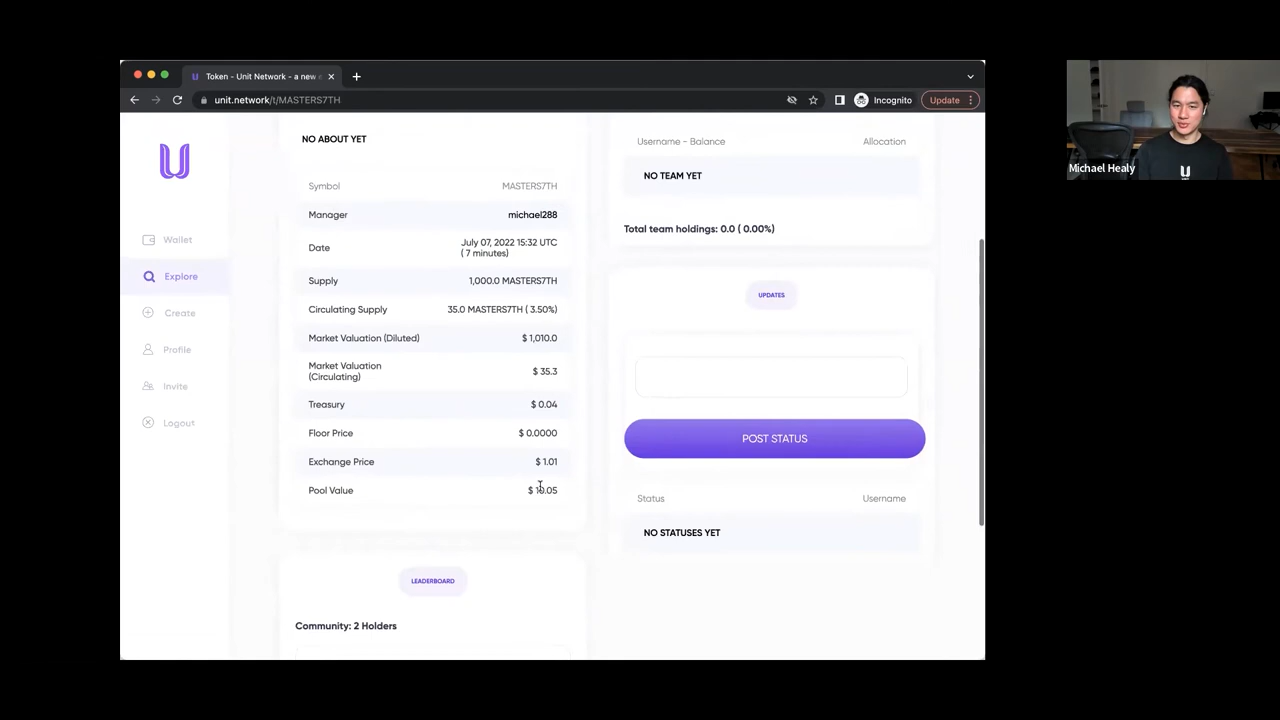 Token - Unit Network - a new
unit.network/t/MASTERS7TH
Incognito
Update
Wallet
Explore
Create
Profile
Invite
Logout
NO ABOUT YET
Symbol MASTERS7TH
Manager michael288
Date July 07, 2022 15:32 UTC
( 7 minutes)
Supply 1,000.0 MASTERS7TH
Circulating Supply 35.0 MASTERS7TH ( 3.50%)
Market Valuation (Diluted) $ 1,010.0
Market Valuation
(Circulating) $ 35.3
Treasury $ 0.04
Floor Price $ 0.0000
Exchange Price $ 1.01
Pool Value $ 10.05
LEADERBOARD
Community: 2 Holders
Username - Balance Allocation
NO TEAM YET
Total team holdings: 0.0 ( 0.00%)
UPDATES
POST STATUS
Status Username
NO STATUSES YET
Michael Healy